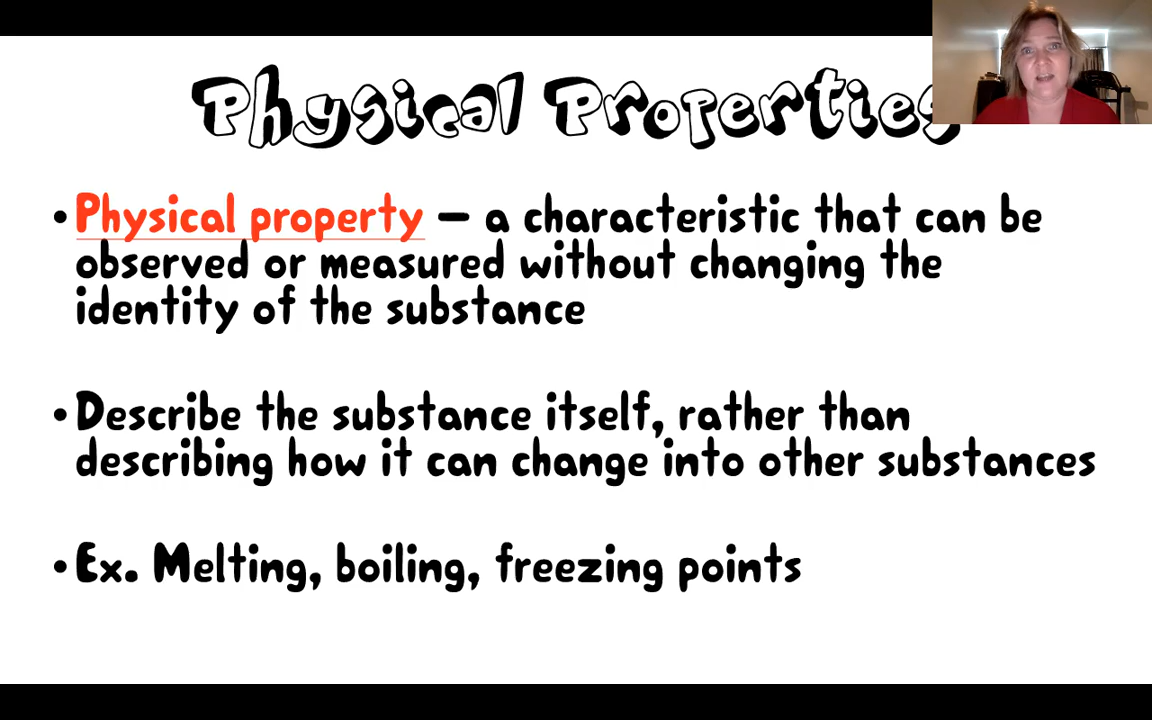 Physical Properties
• Physical property – a characteristic that can be
observed or measured without changing the
identity of the substance
• Describe the substance itself, rather than
describing how it can change into other substances
• Ex. Melting, boiling, freezing points